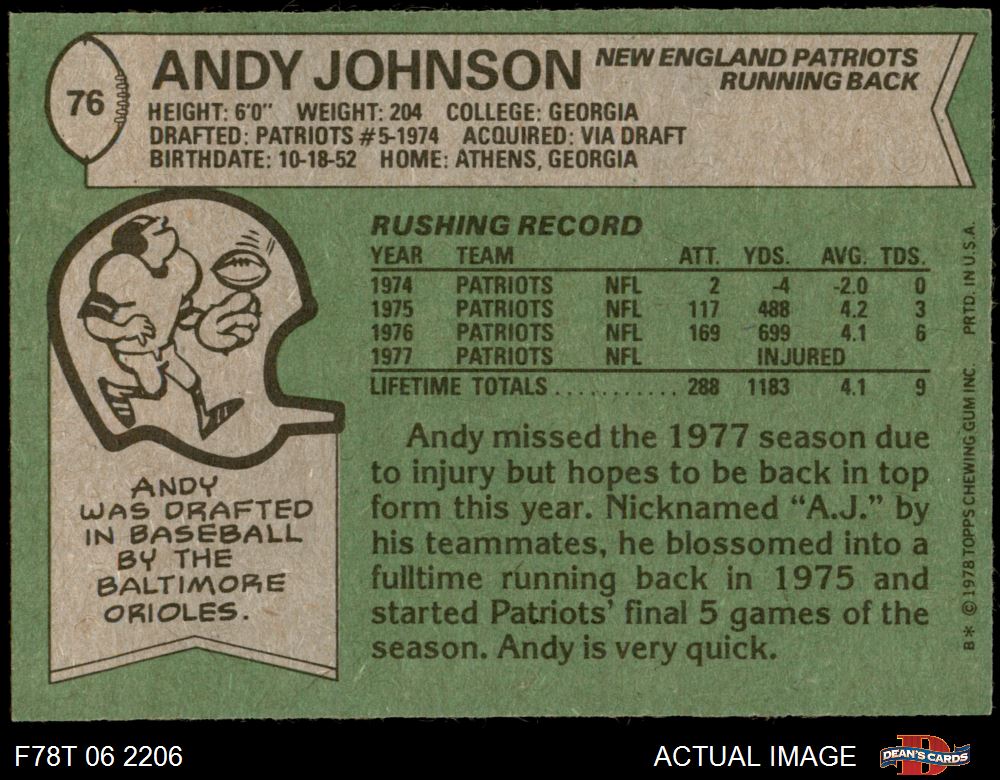 76
ANDY JOHNSON
NEW ENGLAND PATRIOTS
RUNNING BACK
HEIGHT: 6'0" WEIGHT: 204 COLLEGE: GEORGIA
DRAFTED: PATRIOTS #5-1974 ACQUIRED: VIA DRAFT
BIRTHDATE: 10-18-52 HOME: ATHENS, GEORGIA
RUSHING RECORD
YEAR TEAM ATT. YDS. AVG. TDS.
1974 PATRIOTS NFL 2 -4 -2.0 0
1975 PATRIOTS NFL 117 488 4.2 3
1976 PATRIOTS NFL 169 699 4.1 6
1977 PATRIOTS NFL INJURED
LIFETIME TOTALS........... 288 1183 4.1 9
Andy missed the 1977 season due
to injury but hopes to be back in top
form this year. Nicknamed “A.J.” by
his teammates, he blossomed into a
fulltime running back in 1975 and
started Patriots' final 5 games of the
season. Andy is very quick.
ANDY
WAS DRAFTED
IN BASEBALL
BY THE
BALTIMORE
ORIOLES.
B* © 1978 TOPPS CHEWING GUM INC. PRTD. IN U.S.A.
F78T 06 2206
ACTUAL IMAGE
DEAN'S CARDS